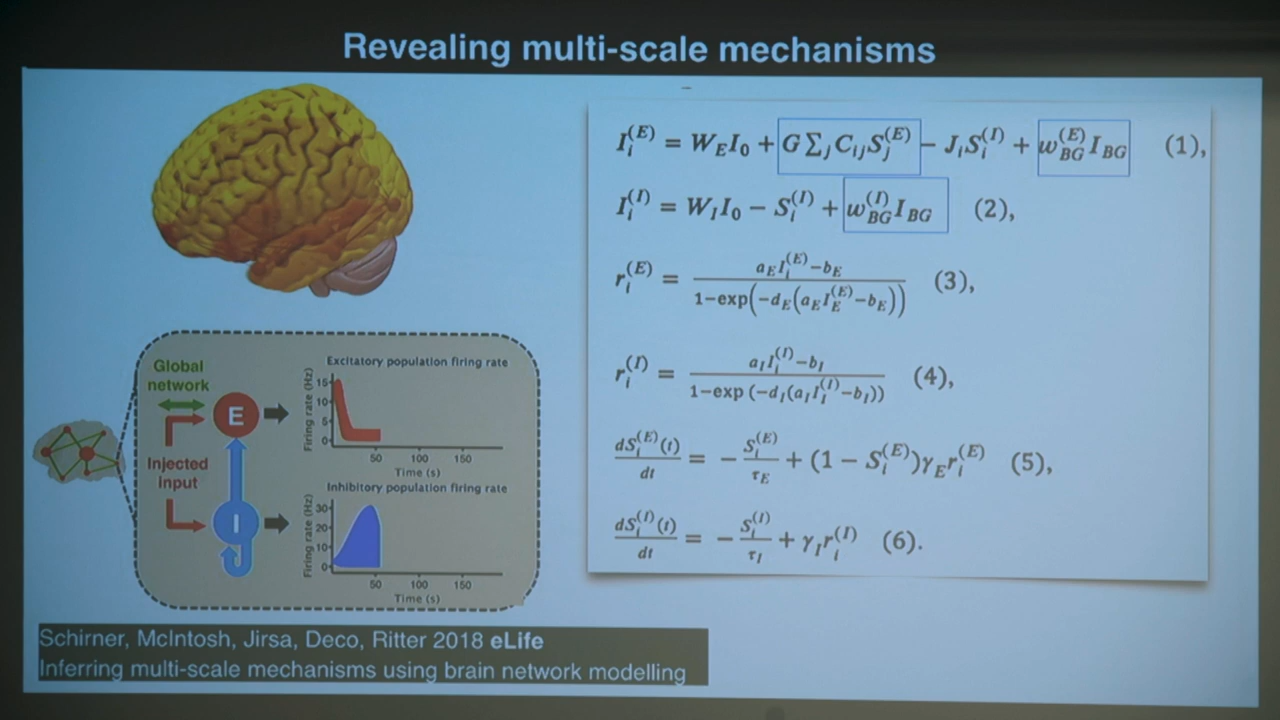 Revealing multi-scale mechanisms
I_i^(E) = W_E I_0 + G Σ_j C_ij S_j^(E) − J_i S_i^(I) + w_BG^(E) I_BG (1),
I_i^(I) = W_I I_0 − S_i^(I) + w_BG^(I) I_BG (2),
r_i^(E) = (a_E I_i^(E) − b_E) / (1−exp(−d_E(a_E I_E^(E) − b_E))) (3),
r_i^(I) = (a_I I_i^(I) − b_I) / (1−exp (−d_I(a_I I_I^(I) − b_I))) (4),
dS_i^(E)(t)/dt = − S_i^(E)/τ_E + (1 − S_i^(E))γ_E r_i^(E) (5),
dS_i^(I)(t)/dt = − S_i^(I)/τ_I + γ_I r_i^(I) (6).
Global
network
E
Injected
input
I
Excitatory population firing rate
Firing rate (Hz)
15
10
5
0
50 100 150
Time (s)
Inhibitory population firing rate
Firing rate (Hz)
30
20
10
0
50 100 150
Time (s)
Schirner, McIntosh, Jirsa, Deco, Ritter 2018 eLife
Inferring multi-scale mechanisms using brain network modelling